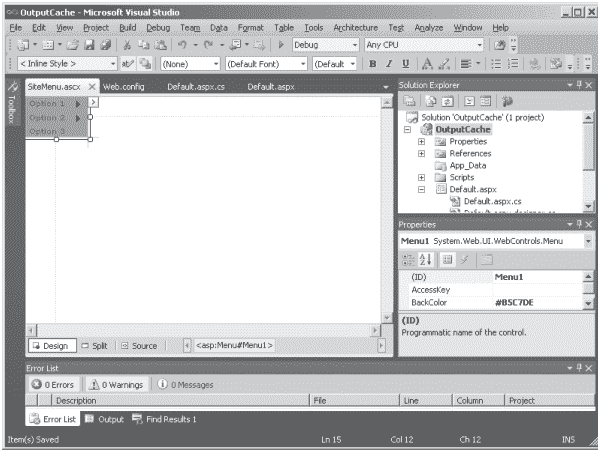 OutputCache - Microsoft Visual Studio
File Edit View Project Build Debug Team Data Format Table Tools Architecture Test Analyze Window Help
Debug Any CPU
< Inline Style > (None) (Default Font) (Default B I U A
SiteMenu.ascx Web.config Default.aspx.cs Default.aspx
Toolbox
Option 1
Option 2
Option 3
Design Split Source <asp:Menu#Menu1>
Solution Explorer
Solution 'OutputCache' (1 project)
OutputCache
Properties
References
App_Data
Scripts
Default.aspx
Default.aspx.cs
Properties
Menu1 System.Web.UI.WebControls.Menu
(ID) Menu1
AccessKey
BackColor #B5C7DE
(ID)
Programmatic name of the control.
Error List
0 Errors 0 Warnings 0 Messages
Description File Line Column Project
Error List Output Find Results 1
Item(s) Saved Ln 15 Col 12 Ch 12 INS